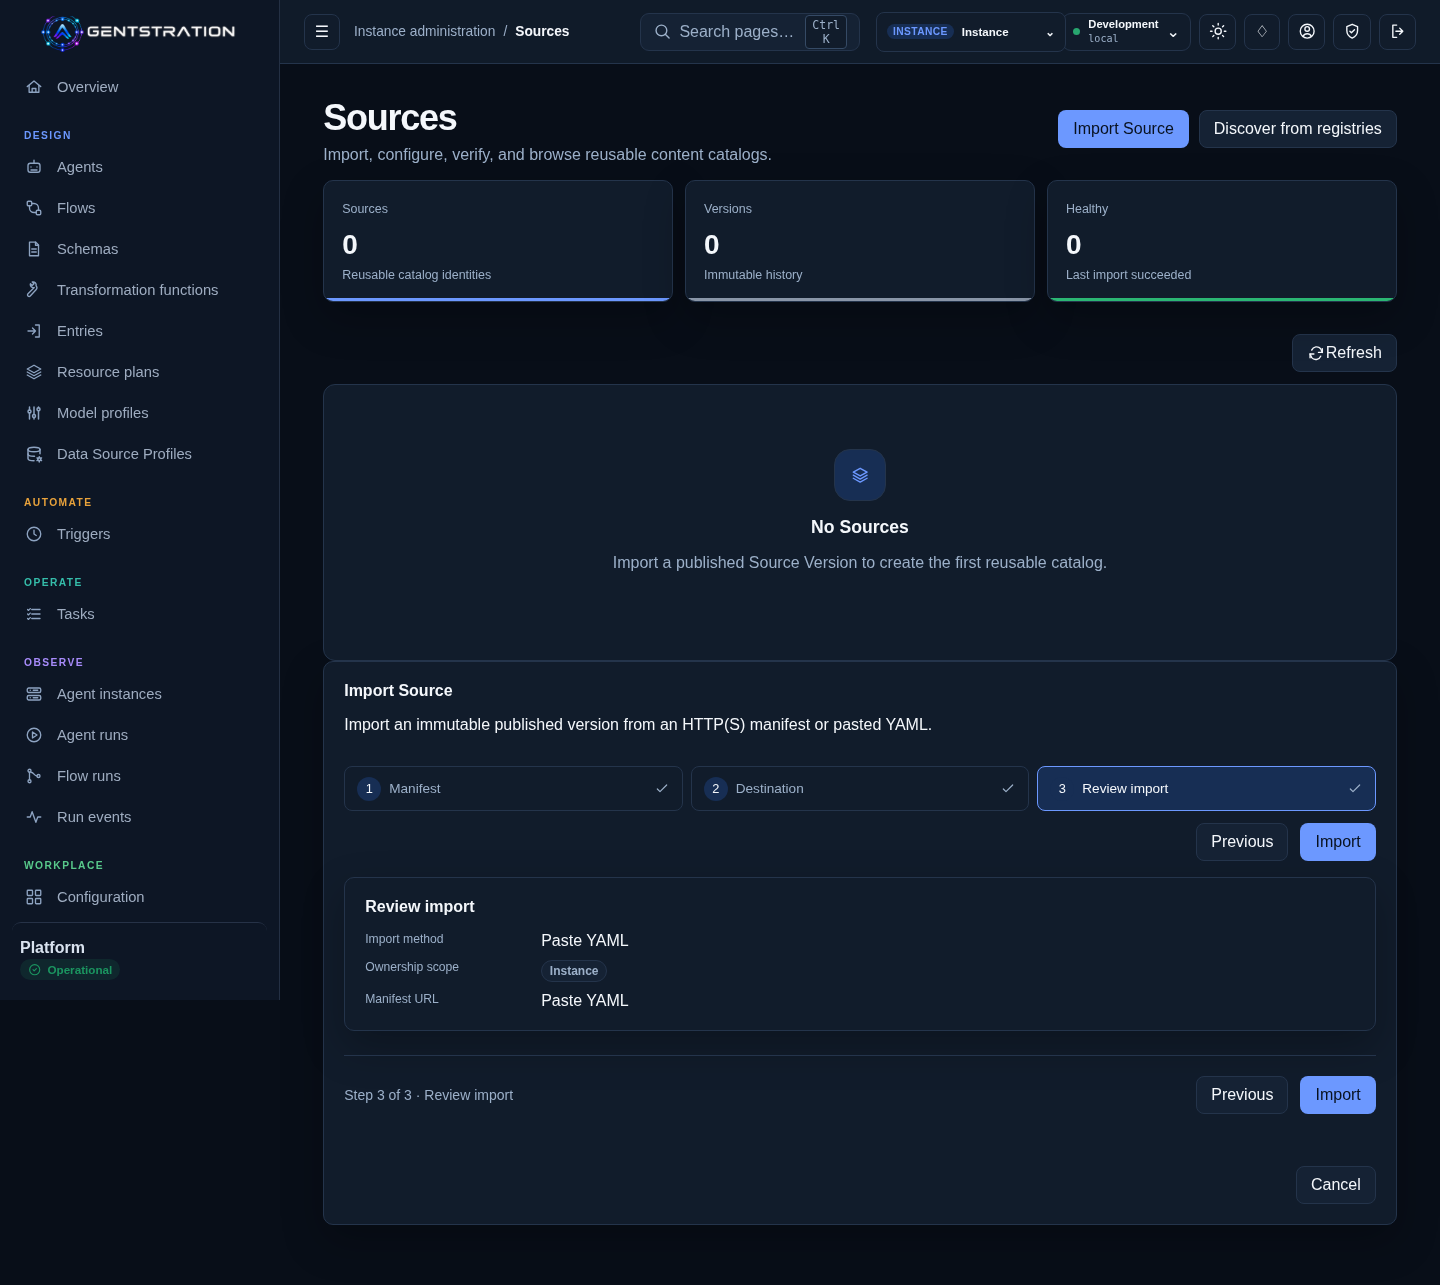 GENTSTRATION
Overview
DESIGN
Agents
Flows
Schemas
Transformation functions
Entries
Resource plans
Model profiles
Data Source Profiles
AUTOMATE
Triggers
OPERATE
Tasks
OBSERVE
Agent instances
Agent runs
Flow runs
Run events
WORKPLACE
Configuration
Platform
Operational
Instance administration / Sources
Search pages…
Ctrl
K
INSTANCE Instance
Development
local
Sources
Import, configure, verify, and browse reusable content catalogs.
Import Source
Discover from registries
Sources
0
Reusable catalog identities
Versions
0
Immutable history
Healthy
0
Last import succeeded
Refresh
No Sources
Import a published Source Version to create the first reusable catalog.
Import Source
Import an immutable published version from an HTTP(S) manifest or pasted YAML.
1 Manifest
2 Destination
3 Review import
Previous
Import
Review import
Import method Paste YAML
Ownership scope Instance
Manifest URL Paste YAML
Step 3 of 3 · Review import
Previous
Import
Cancel